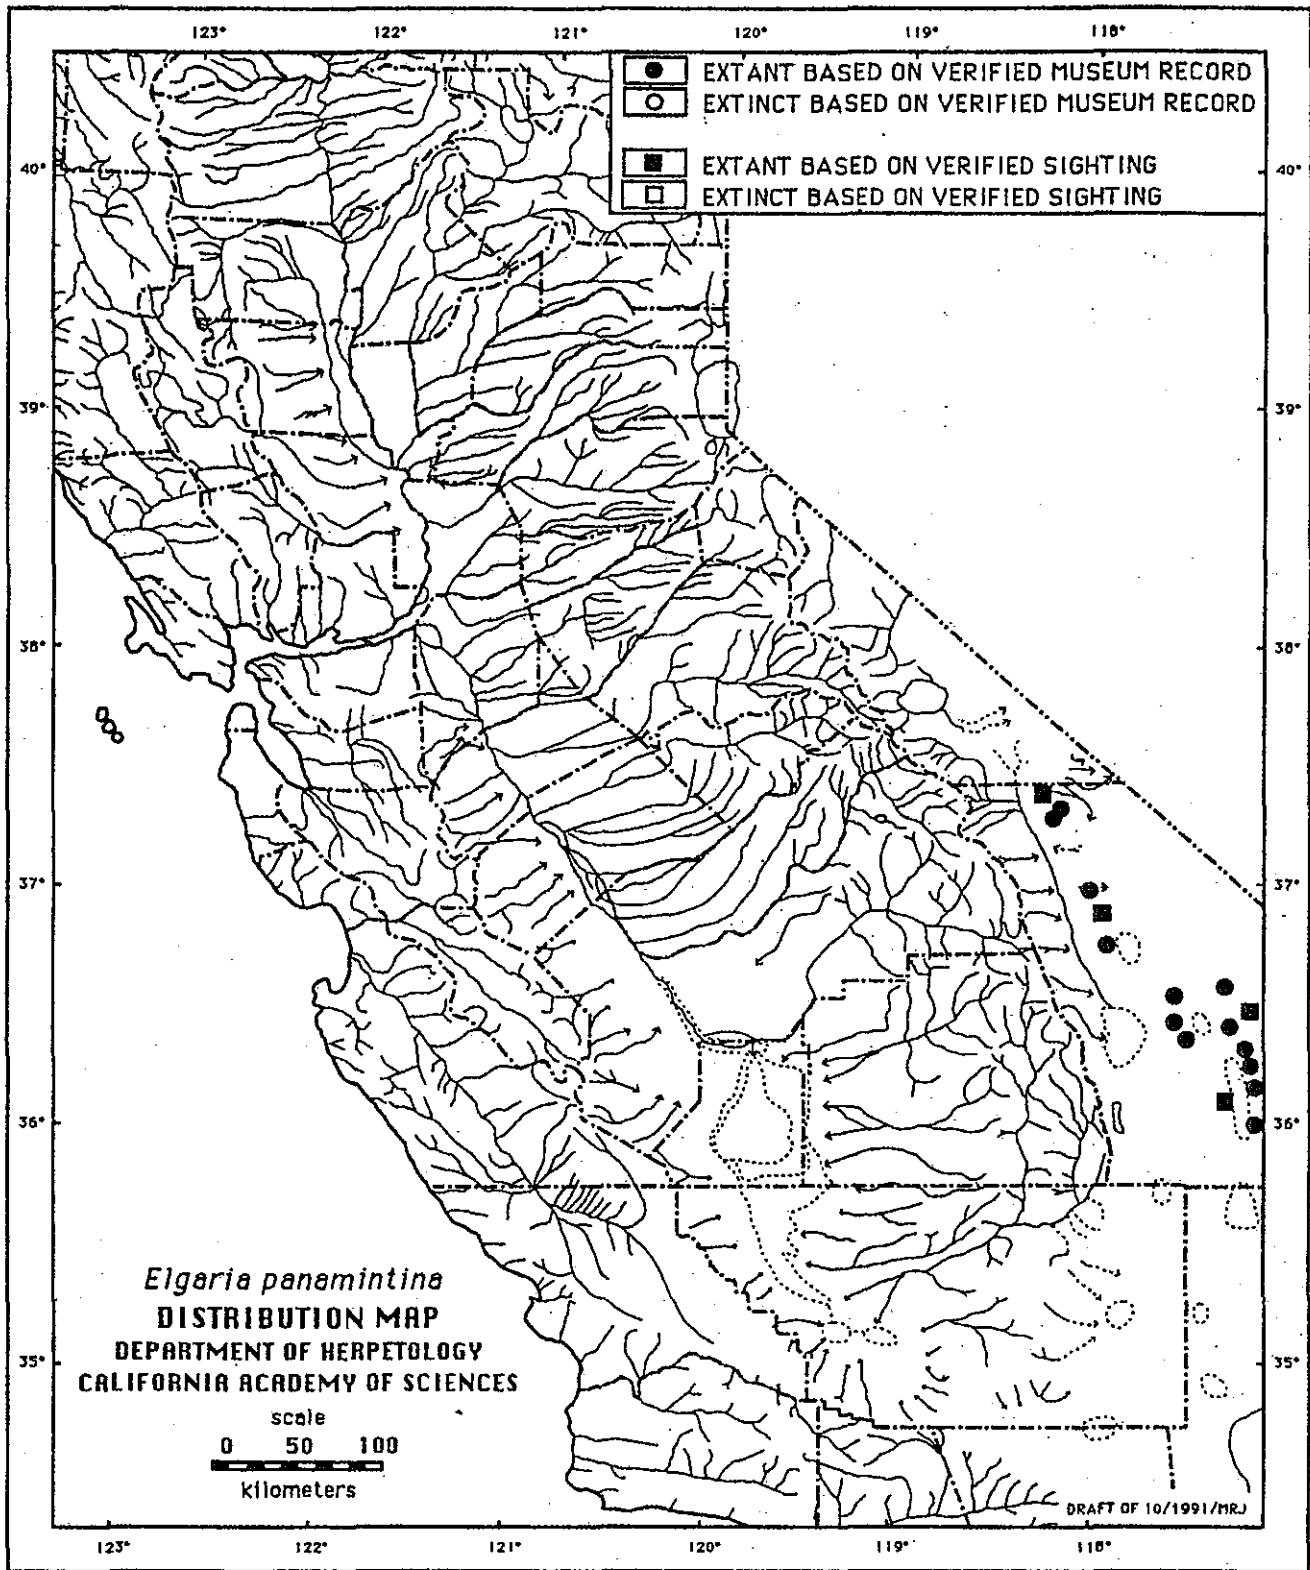 123° 122° 121° 120° 119° 118°
● EXTANT BASED ON VERIFIED MUSEUM RECORD
○ EXTINCT BASED ON VERIFIED MUSEUM RECORD
■ EXTANT BASED ON VERIFIED SIGHTING
□ EXTINCT BASED ON VERIFIED SIGHTING
40° 40°
39° 39°
38° 38°
37° 37°
36° 36°
35° 35°
Elgaria panamintina
DISTRIBUTION MAP
DEPARTMENT OF HERPETOLOGY
CALIFORNIA ACADEMY OF SCIENCES
scale
0 50 100
kilometers
DRAFT OF 10/1991/MRJ
123° 122° 121° 120° 119° 118°